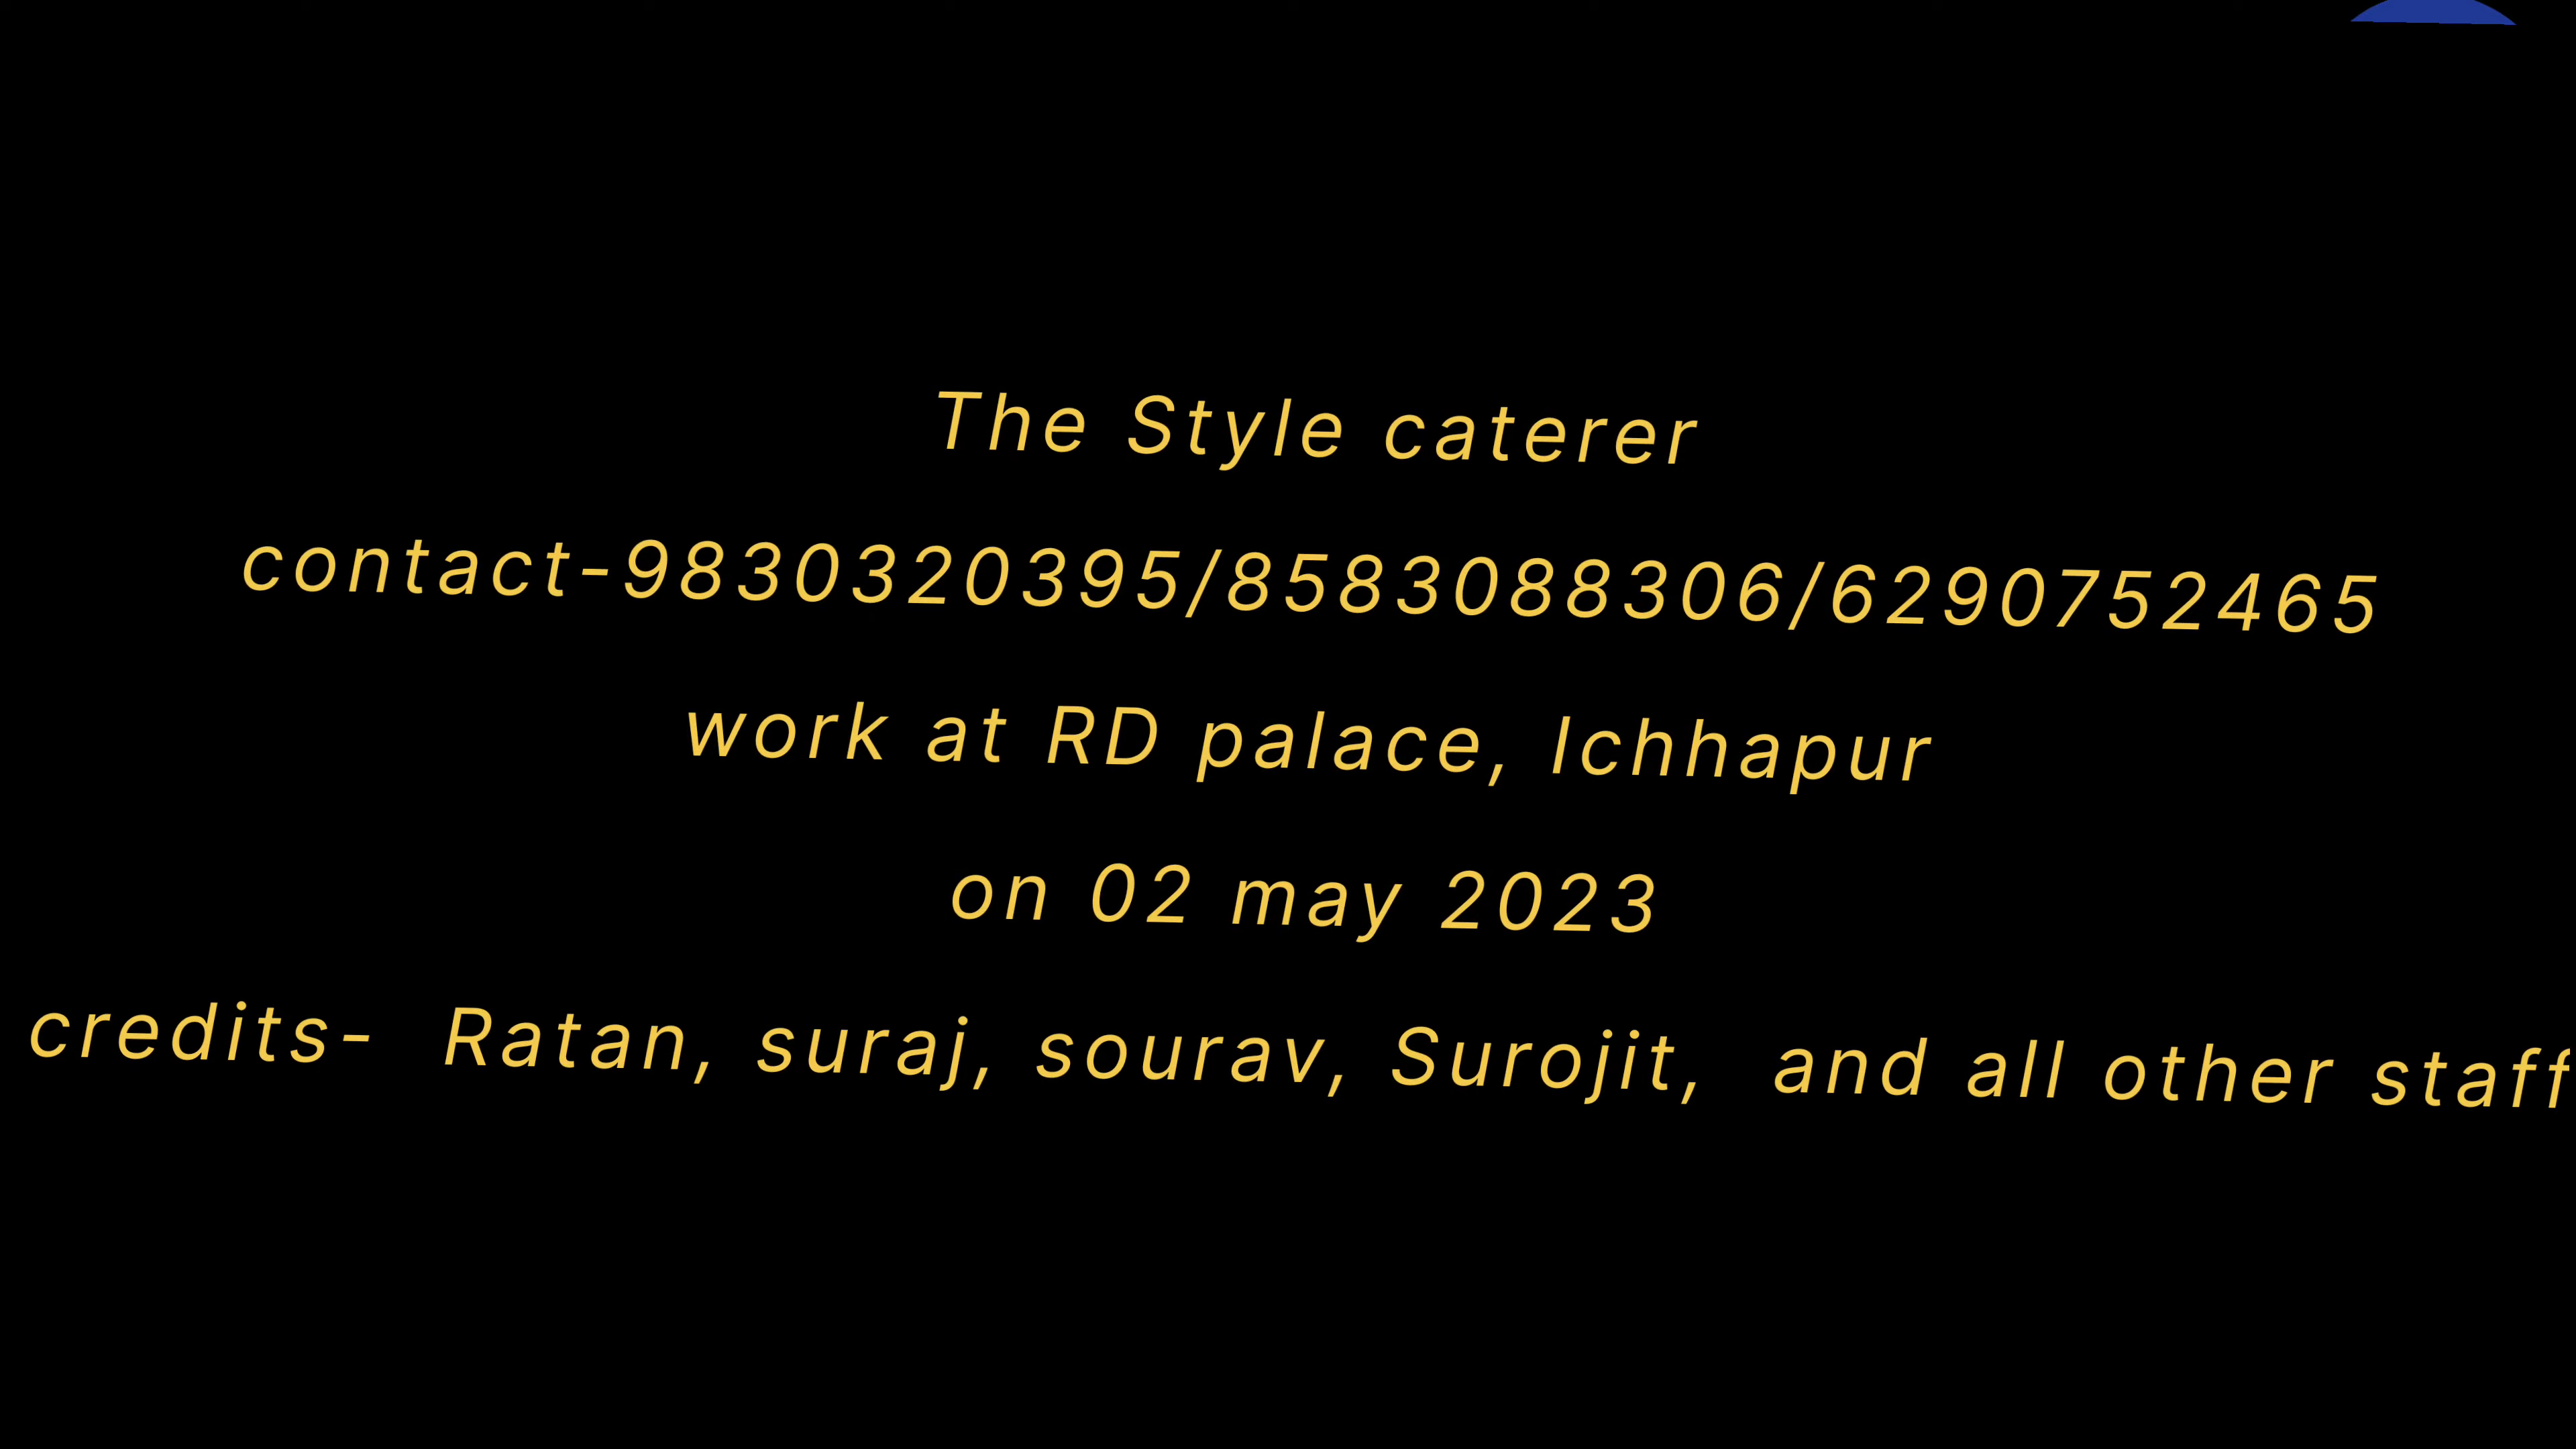 The Style caterer
contact-9830320395/8583088306/6290752465
work at RD palace, Ichhapur
on 02 may 2023
credits- Ratan, suraj, sourav, Surojit, and all other staff